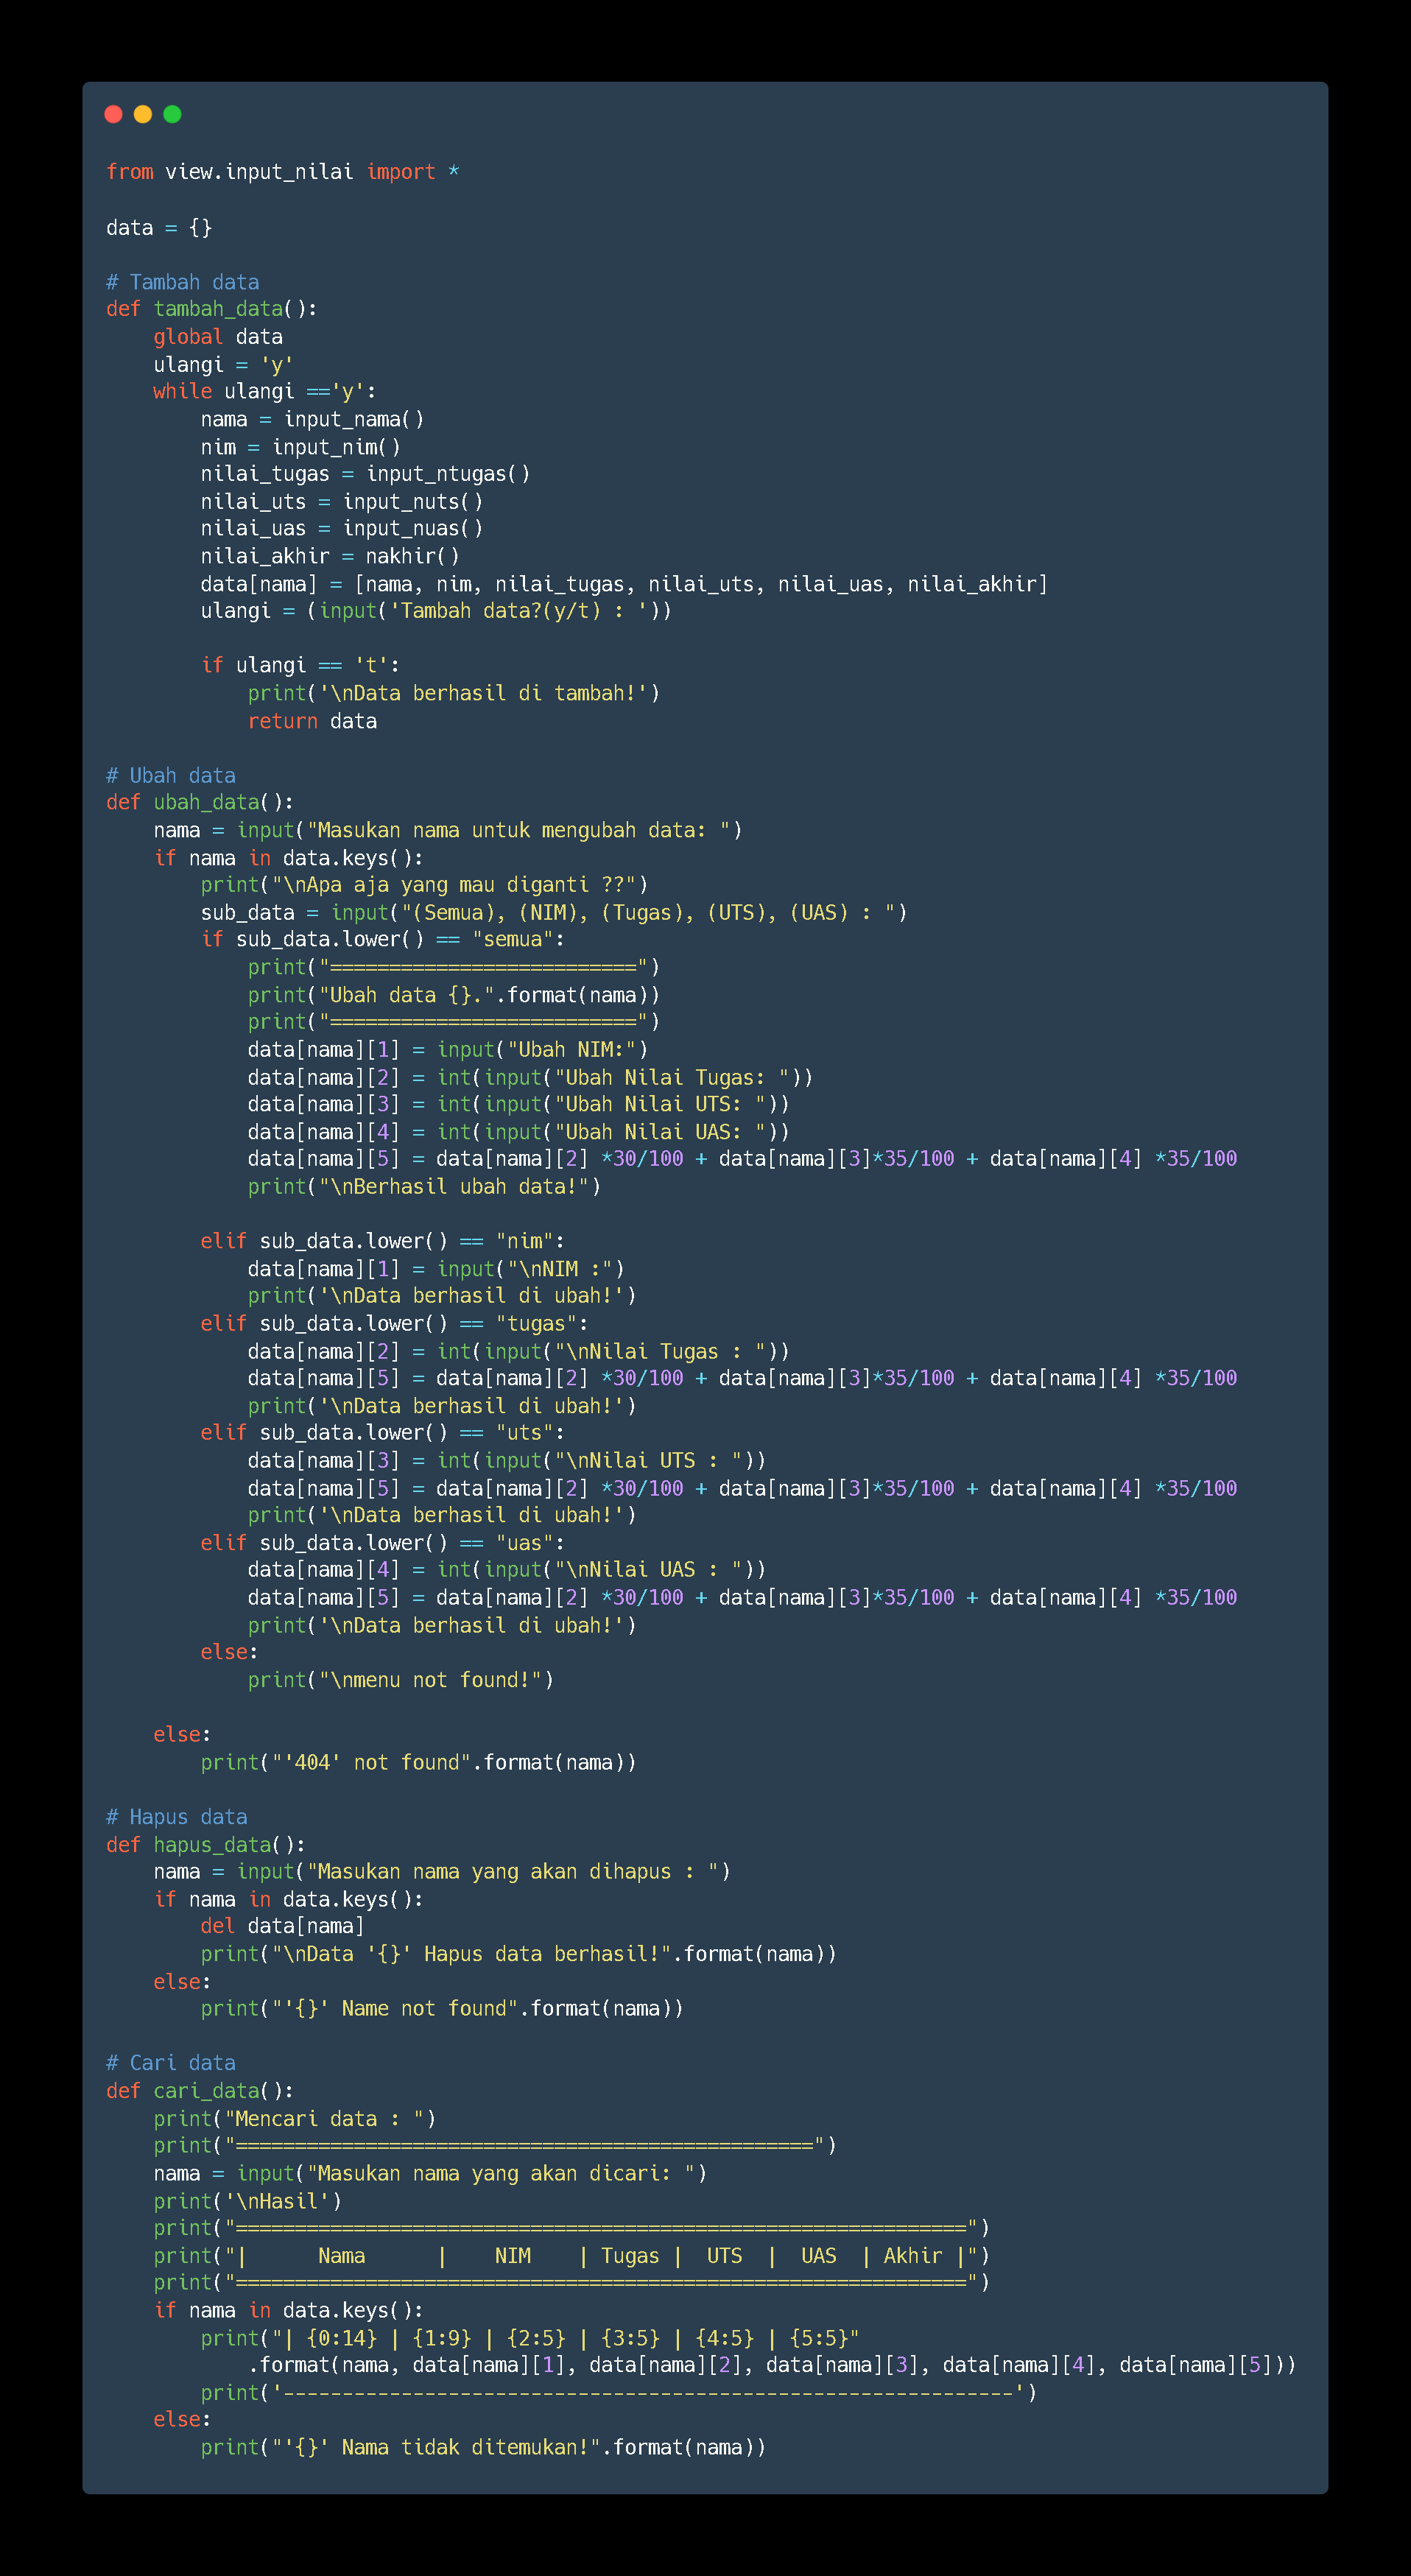 from view.input_nilai import *

data = {}

# Tambah data
def tambah_data():
    global data
    ulangi = 'y'
    while ulangi =='y':
        nama = input_nama()
        nim = input_nim()
        nilai_tugas = input_ntugas()
        nilai_uts = input_nuts()
        nilai_uas = input_nuas()
        nilai_akhir = nakhir()
        data[nama] = [nama, nim, nilai_tugas, nilai_uts, nilai_uas, nilai_akhir]
        ulangi = (input('Tambah data?(y/t) : '))

        if ulangi == 't':
            print('\nData berhasil di tambah!')
            return data

# Ubah data
def ubah_data():
    nama = input("Masukan nama untuk mengubah data: ")
    if nama in data.keys():
        print("\nApa aja yang mau diganti ??")
        sub_data = input("(Semua), (NIM), (Tugas), (UTS), (UAS) : ")
        if sub_data.lower() == "semua":
            print("==========================")
            print("Ubah data {}.".format(nama))
            print("==========================")
            data[nama][1] = input("Ubah NIM:")
            data[nama][2] = int(input("Ubah Nilai Tugas: "))
            data[nama][3] = int(input("Ubah Nilai UTS: "))
            data[nama][4] = int(input("Ubah Nilai UAS: "))
            data[nama][5] = data[nama][2] *30/100 + data[nama][3]*35/100 + data[nama][4] *35/100
            print("\nBerhasil ubah data!")

        elif sub_data.lower() == "nim":
            data[nama][1] = input("\nNIM :")
            print('\nData berhasil di ubah!')
        elif sub_data.lower() == "tugas":
            data[nama][2] = int(input("\nNilai Tugas : "))
            data[nama][5] = data[nama][2] *30/100 + data[nama][3]*35/100 + data[nama][4] *35/100
            print('\nData berhasil di ubah!')
        elif sub_data.lower() == "uts":
            data[nama][3] = int(input("\nNilai UTS : "))
            data[nama][5] = data[nama][2] *30/100 + data[nama][3]*35/100 + data[nama][4] *35/100
            print('\nData berhasil di ubah!')
        elif sub_data.lower() == "uas":
            data[nama][4] = int(input("\nNilai UAS : "))
            data[nama][5] = data[nama][2] *30/100 + data[nama][3]*35/100 + data[nama][4] *35/100
            print('\nData berhasil di ubah!')
        else:
            print("\nmenu not found!")

    else:
        print("'404' not found".format(nama))

# Hapus data
def hapus_data():
    nama = input("Masukan nama yang akan dihapus : ")
    if nama in data.keys():
        del data[nama]
        print("\nData '{}' Hapus data berhasil!".format(nama))
    else:
        print("'{}' Name not found".format(nama))

# Cari data
def cari_data():
    print("Mencari data : ")
    print("=================================================")
    nama = input("Masukan nama yang akan dicari: ")
    print('\nHasil')
    print("==============================================================")
    print("|      Nama      |    NIM    | Tugas |  UTS  |  UAS  | Akhir |")
    print("==============================================================")
    if nama in data.keys():
        print("| {0:14} | {1:9} | {2:5} | {3:5} | {4:5} | {5:5}"
            .format(nama, data[nama][1], data[nama][2], data[nama][3], data[nama][4], data[nama][5]))
        print('--------------------------------------------------------------')
    else:
        print("'{}' Nama tidak ditemukan!".format(nama))